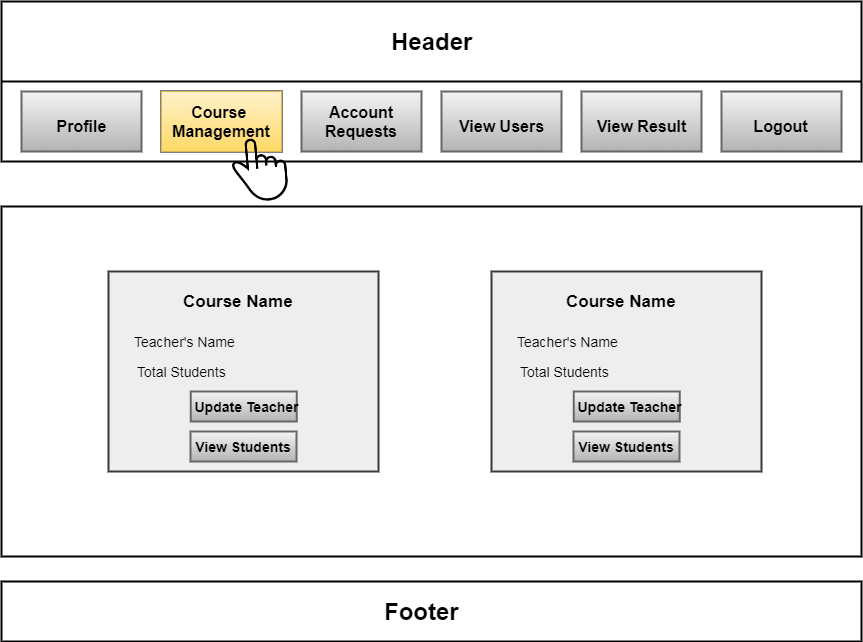 Header
Profile
Course
Management
Account
Requests
View Users
View Result
Logout
Course Name
Teacher's Name
Total Students
Update Teacher
View Students
Course Name
Teacher's Name
Total Students
Update Teacher
View Students
Footer